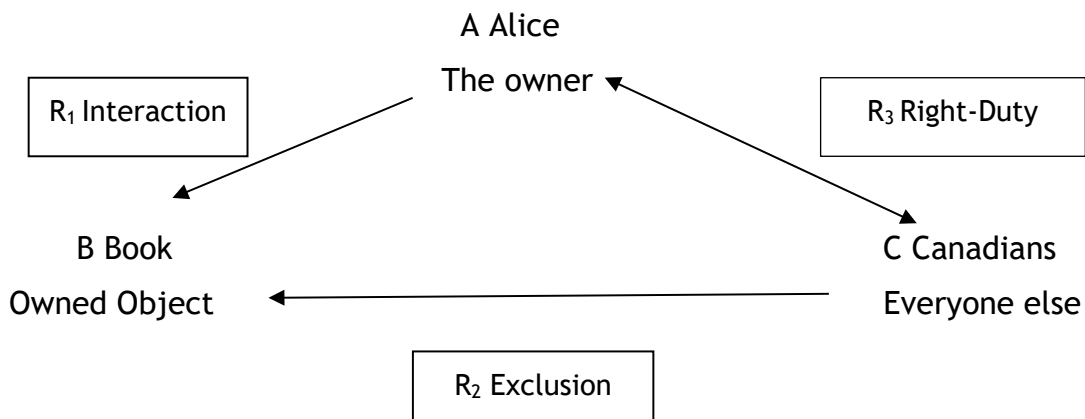 A Alice
The owner
R₁ Interaction
R₃ Right-Duty
B Book
Owned Object
C Canadians
Everyone else
R₂ Exclusion